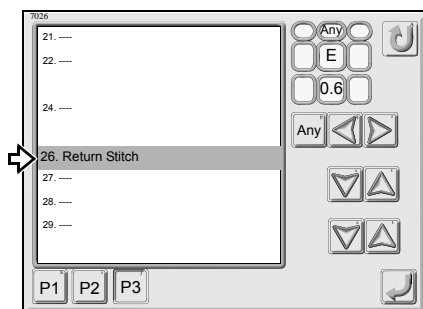 7026
21. ----
22. ----
24. ----
26. Return Stitch
27. ----
28. ----
29. ----
Any
E
0.6
Any
P1 P2 P3